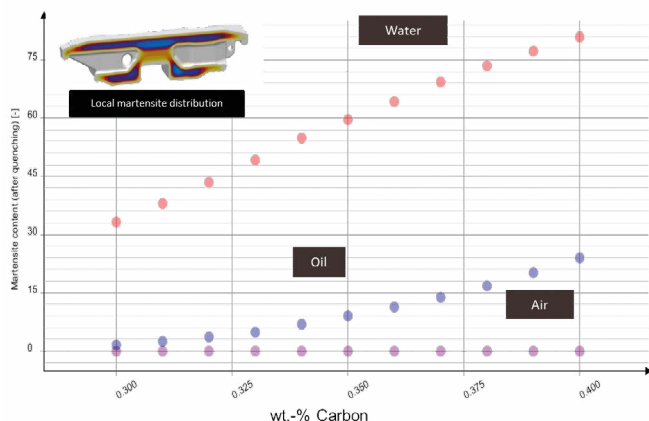 Water
75
Local martensite distribution
60
45
30
15
0
Oil
Air
Martensite content (after quenching) [-]
0.300
0.325
0.350
0.375
0.400
wt.-% Carbon